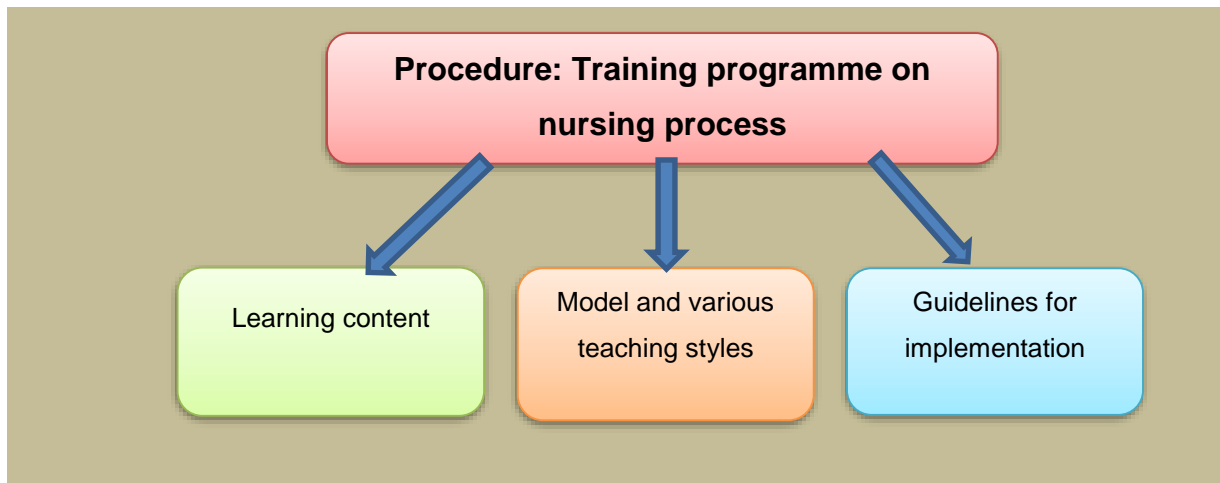 Procedure: Training programme on
nursing process
Learning content
Model and various
teaching styles
Guidelines for
implementation